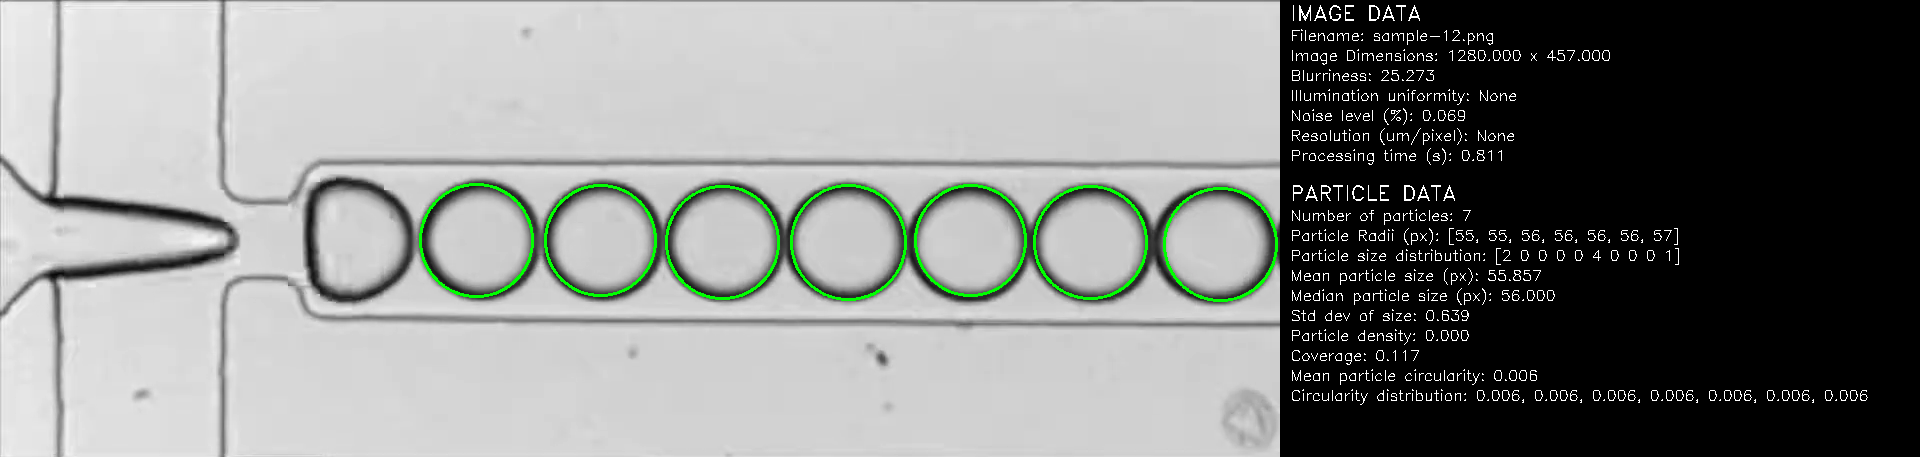 IMAGE DATA
Filename: sample-12.png
Image Dimensions: 1280.000 x 457.000
Blurriness: 25.273
Illumination uniformity: None
Noise level (%): 0.069
Resolution (um/pixel): None
Processing time (s): 0.811
PARTICLE DATA
Number of particles: 7
Particle Radii (px): [55, 55, 56, 56, 56, 56, 57]
Particle size distribution: [2 0 0 0 0 4 0 0 0 1]
Mean particle size (px): 55.857
Median particle size (px): 56.000
Std dev of size: 0.639
Particle density: 0.000
Coverage: 0.117
Mean particle circularity: 0.006
Circularity distribution: 0.006, 0.006, 0.006, 0.006, 0.006, 0.006, 0.006